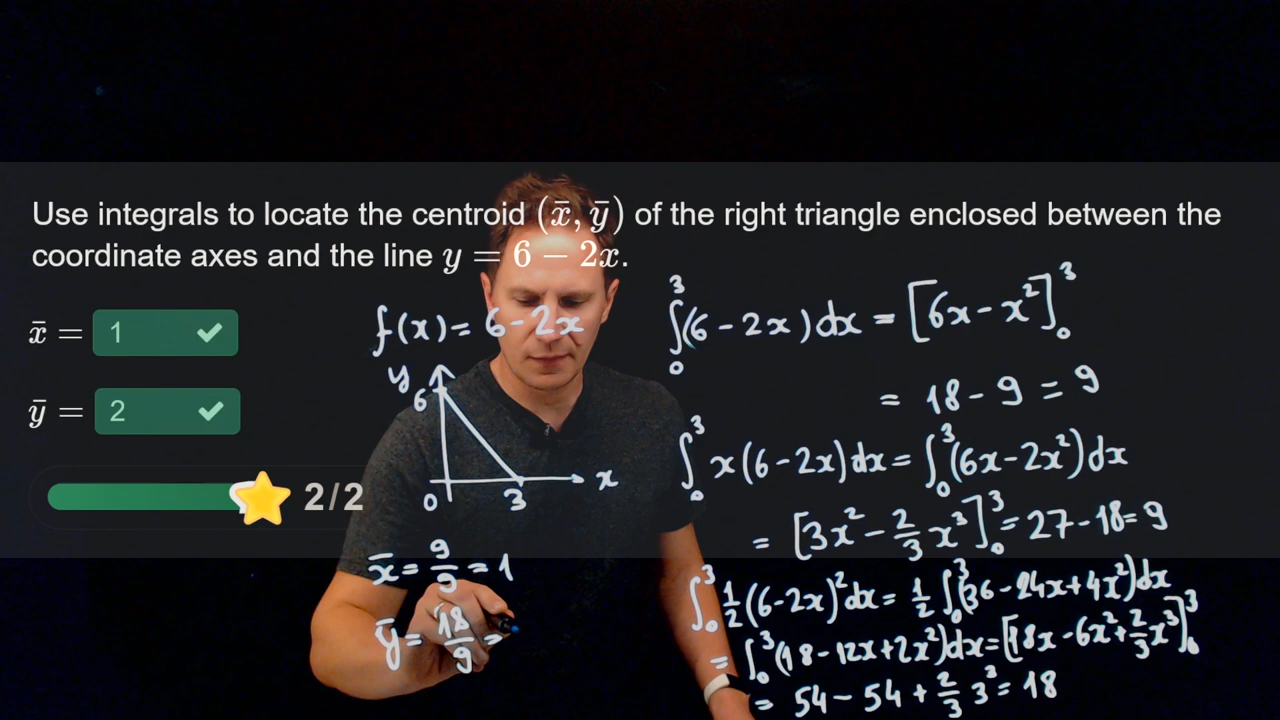 Use integrals to locate the centroid (x̄, ȳ) of the right triangle enclosed between the
coordinate axes and the line y = 6 − 2x.
x̄ = 1
ȳ = 2
2/2
f(x) = 6-2x
y
6
0 3 x
x̄ = 9/9 = 1
ȳ = 18/9 =
∫₀³(6-2x)dx = [6x-x²]₀³
= 18-9 = 9
∫₀³ x(6-2x)dx = ∫₀³(6x-2x²)dx
= [3x² - 2/3 x³]₀³ = 27-18 = 9
∫₀³ 1/2(6-2x)²dx = 1/2 ∫₀³(36-24x+4x²)dx
= ∫₀³(18-12x+2x²)dx = [18x-6x²+2/3x³]₀³
= 54-54+2/3 3³ = 18